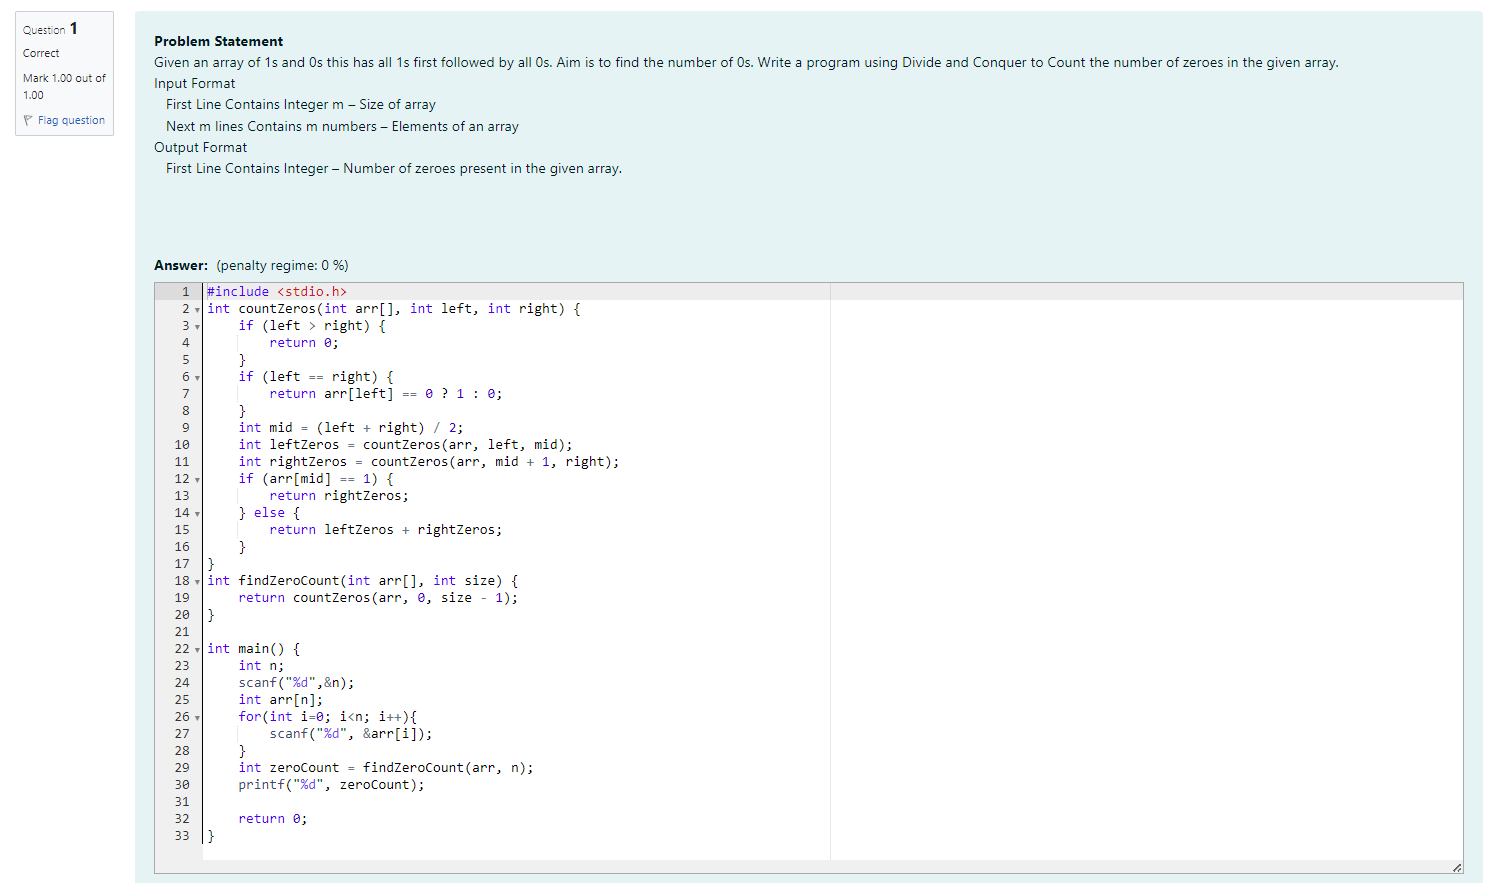 Question 1
Correct
Mark 1.00 out of
1.00
Flag question
Problem Statement
Given an array of 1s and 0s this has all 1s first followed by all 0s. Aim is to find the number of 0s. Write a program using Divide and Conquer to Count the number of zeroes in the given array.
Input Format
First Line Contains Integer m – Size of array
Next m lines Contains m numbers – Elements of an array
Output Format
First Line Contains Integer – Number of zeroes present in the given array.
Answer: (penalty regime: 0 %)
1 #include <stdio.h>
2 int countZeros(int arr[], int left, int right) {
3     if (left > right) {
4         return 0;
5     }
6     if (left == right) {
7         return arr[left] == 0 ? 1 : 0;
8     }
9     int mid = (left + right) / 2;
10     int leftZeros = countZeros(arr, left, mid);
11     int rightZeros = countZeros(arr, mid + 1, right);
12     if (arr[mid] == 1) {
13         return rightZeros;
14     } else {
15         return leftZeros + rightZeros;
16     }
17 }
18 int findZeroCount(int arr[], int size) {
19     return countZeros(arr, 0, size - 1);
20 }
21
22 int main() {
23     int n;
24     scanf("%d",&n);
25     int arr[n];
26     for(int i=0; i<n; i++){
27         scanf("%d", &arr[i]);
28     }
29     int zeroCount = findZeroCount(arr, n);
30     printf("%d", zeroCount);
31
32     return 0;
33 }